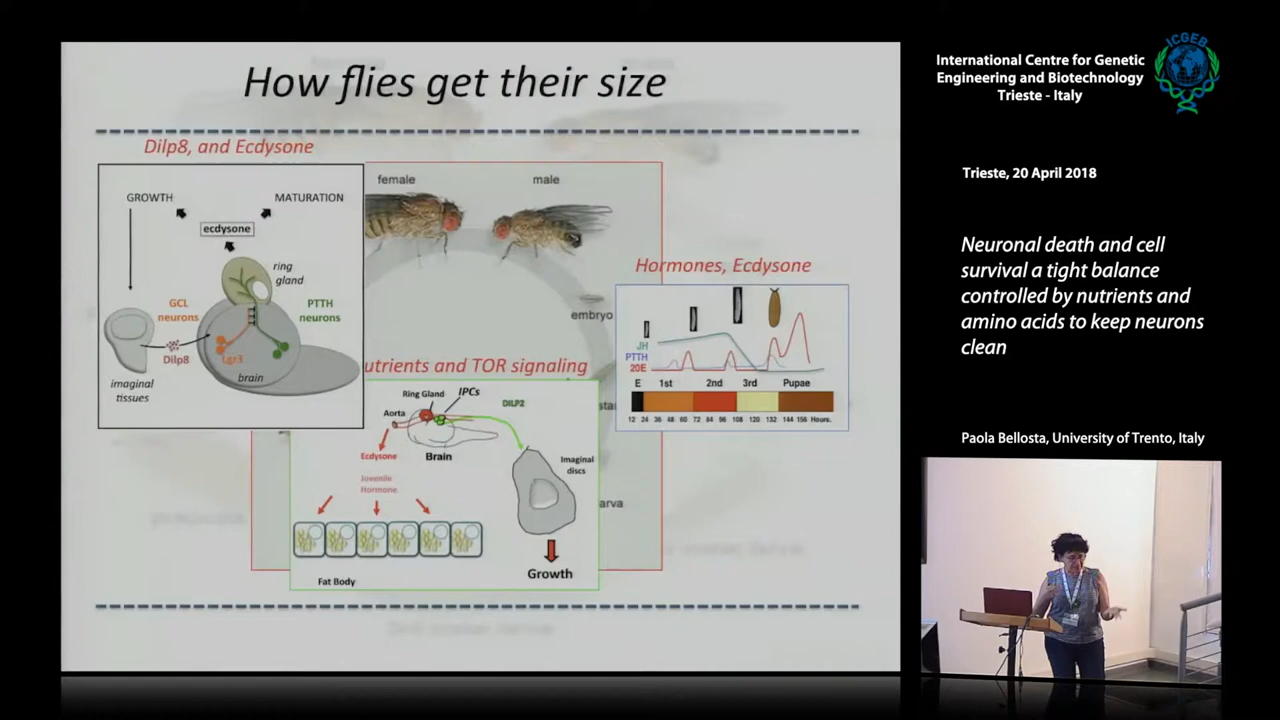 How flies get their size
Dilp8, and Ecdysone
GROWTH
MATURATION
ecdysone
ring
gland
GCL
neurons
PTTH
neurons
Dilp8
Lgr3
imaginal
tissues
brain
female
male
embryo
arva
Hormones, Ecdysone
JH
PTTH
20E
E 1st 2nd 3rd Pupae
12 24 36 48 60 72 84 96 108 120 132 144 156 Hours.
utrients and TOR signaling
Ring Gland
IPCs
Aorta
DILP2
Ecdysone
Brain
Juvenile
Hormone
Imaginal
discs
Fat Body
Growth
International Centre for Genetic
Engineering and Biotechnology
Trieste - Italy
ICGEB
Trieste, 20 April 2018
Neuronal death and cell
survival a tight balance
controlled by nutrients and
amino acids to keep neurons
clean
Paola Bellosta, University of Trento, Italy